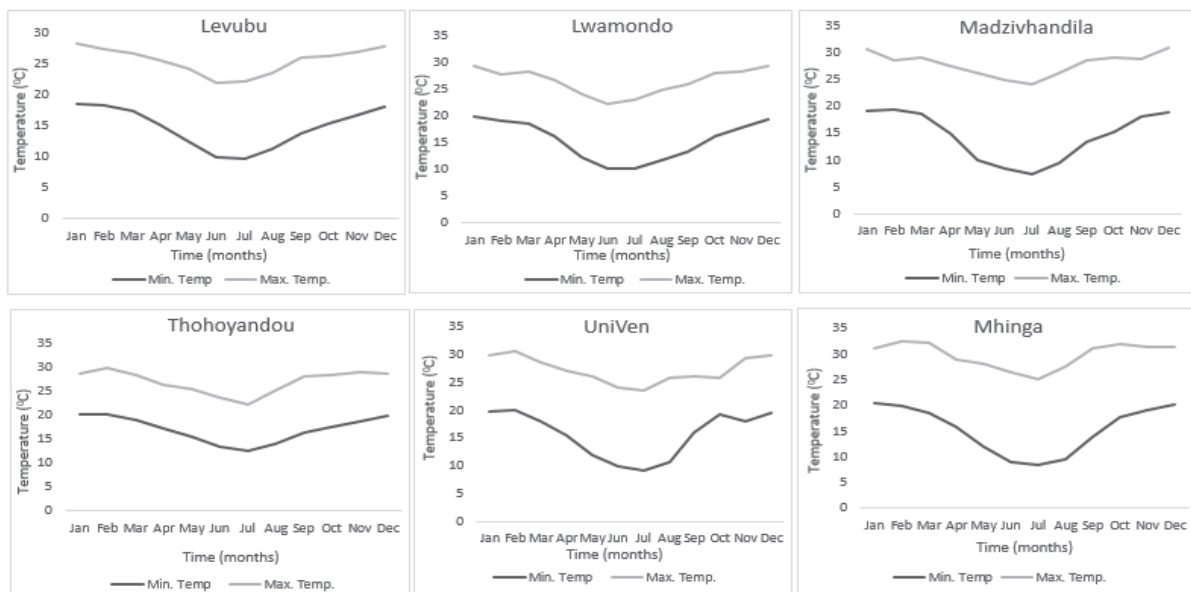 Levubu
Temperature (⁰C)
30
25
20
15
10
5
0
Jan Feb Mar Apr May Jun Jul Aug Sep Oct Nov Dec
Time (months)
Min. Temp Max. Temp.
Lwamondo
Temperature (⁰C)
35
30
25
20
15
10
5
0
Jan Feb Mar Apr May Jun Jul Aug Sep Oct Nov Dec
Time (months)
Min. Temp Max. Temp.
Madzivhandila
Temperature (⁰C)
35
30
25
20
15
10
5
0
Jan Feb Mar Apr May Jun Jul Aug Sep Oct Nov Dec
Time (months)
Min. Temp Max. Temp.
Thohoyandou
Temperature (⁰C)
35
30
25
20
15
10
5
0
Jan Feb Mar Apr May Jun Jul Aug Sep Oct Nov Dec
Time (months)
Min. Temp Max. Temp.
UniVen
Temperature (⁰C)
35
30
25
20
15
10
5
0
Jan Feb Mar Apr May Jun Jul Aug Sep Oct Nov Dec
Time (months)
Min. Temp Max. Temp.
Mhinga
Temperature (⁰C)
35
30
25
20
15
10
5
0
Jan Feb Mar Apr May Jun Jul Aug Sep Oct Nov Dec
Time (months)
Min. Temp Max. Temp.